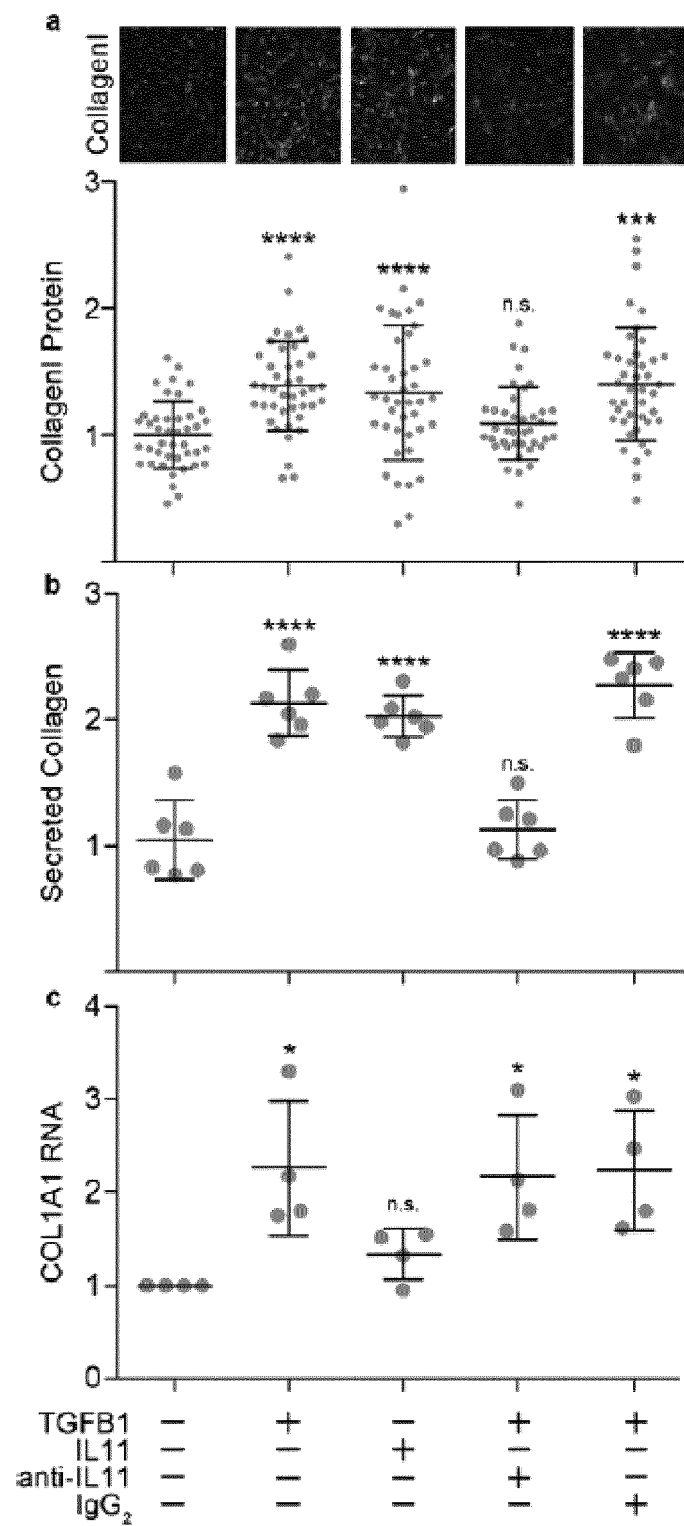 a
CollagenI
CollagenI Protein
3
2
1
**** **** n.s. ***
b
Secreted Collagen
3
2
1
**** **** n.s. ****
c
COL1A1 RNA
4
3
2
1
0
* n.s. * *
TGFB1 – + – + +
IL11 – – + – –
anti-IL11 – – – + –
IgG2 – – – – +